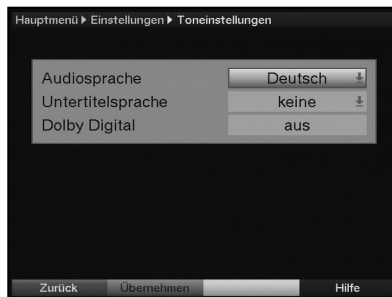 Hauptmenü ▶ Einstellungen ▶ Toneinstellungen
Audiosprache Deutsch
Untertitelsprache keine
Dolby Digital aus
Zurück Übernehmen Hilfe